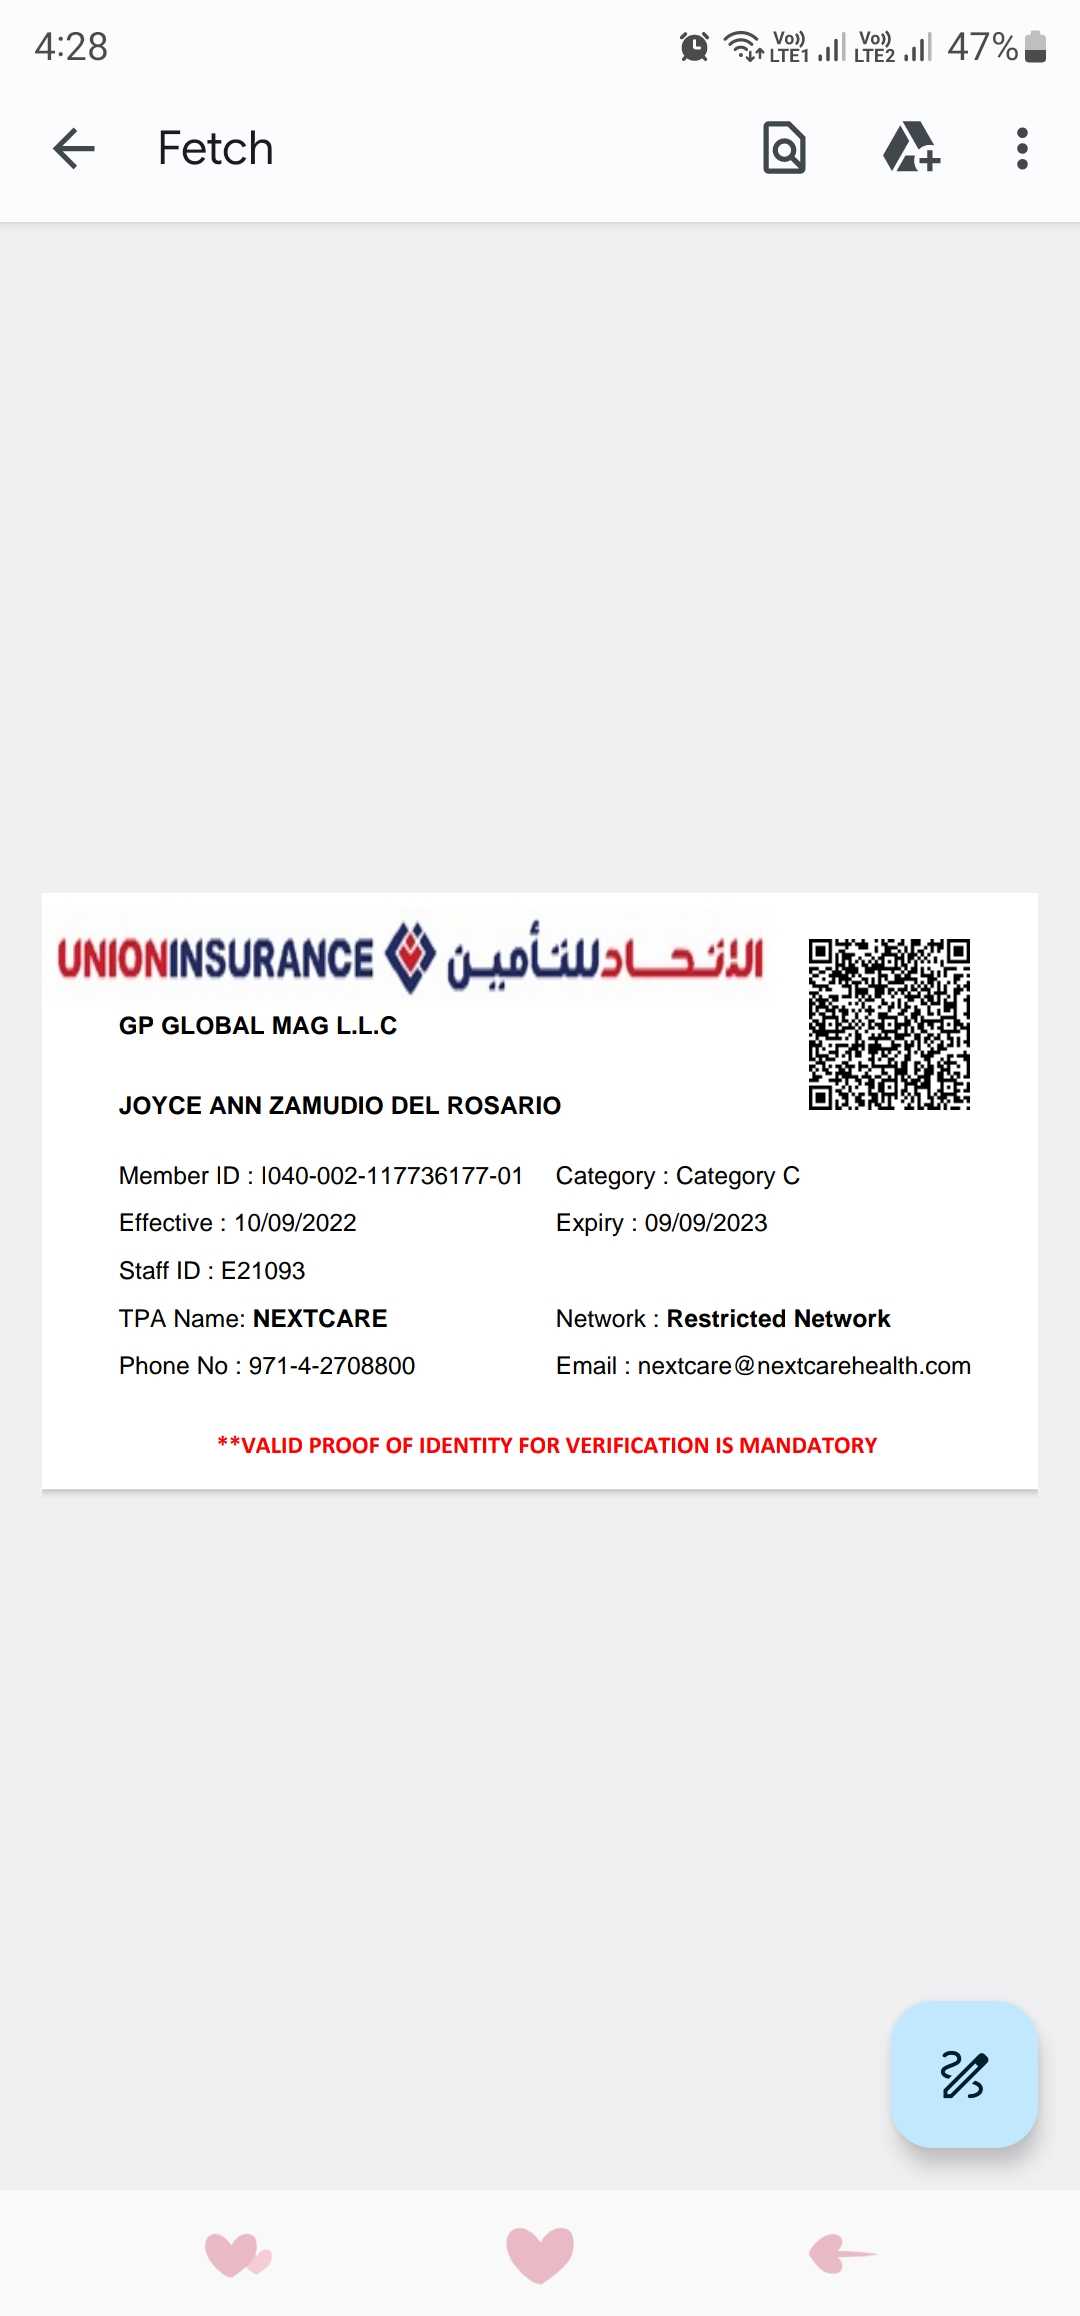 4:28
Vo)) LTE1 Vo)) LTE2 47%
Fetch
UNIONINSURANCE الاتحاد للتأمين
GP GLOBAL MAG L.L.C
JOYCE ANN ZAMUDIO DEL ROSARIO
Member ID : I040-002-117736177-01 Category : Category C
Effective : 10/09/2022 Expiry : 09/09/2023
Staff ID : E21093
TPA Name: NEXTCARE Network : Restricted Network
Phone No : 971-4-2708800 Email : nextcare@nextcarehealth.com
**VALID PROOF OF IDENTITY FOR VERIFICATION IS MANDATORY